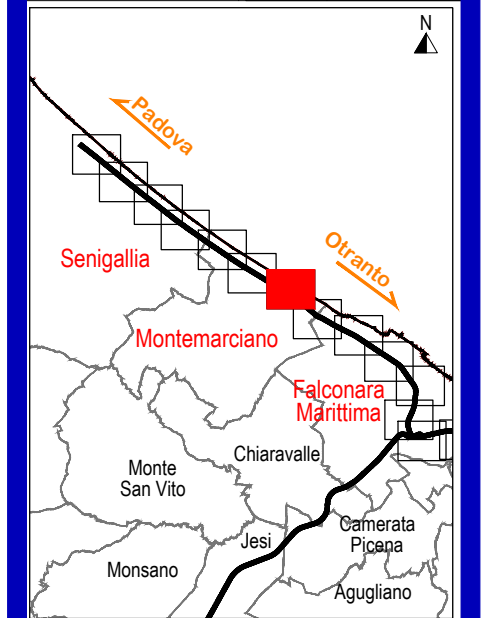 N
Padova
Otranto
Senigallia
Montemarciano
Falconara
Marittima
Chiaravalle
Monte
San Vito
Camerata
Picena
Jesi
Monsano
Agugliano